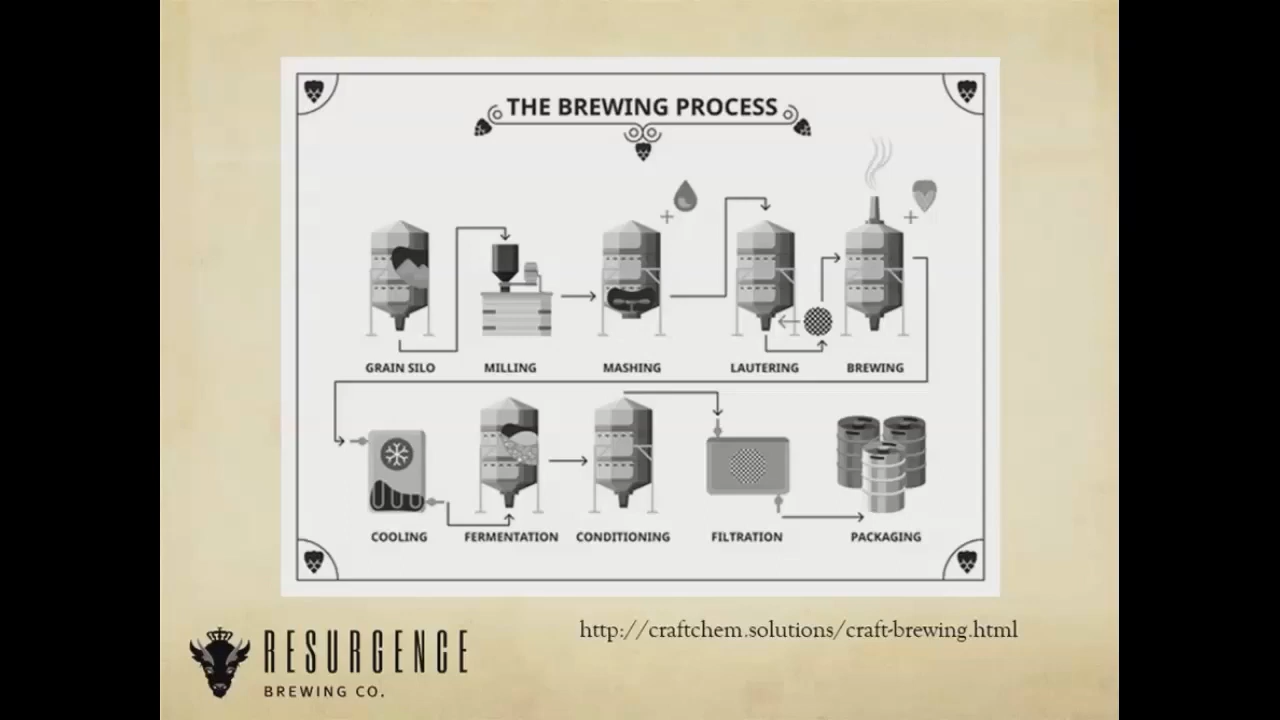 THE BREWING PROCESS
GRAIN SILO
MILLING
MASHING
LAUTERING
BREWING
COOLING
FERMENTATION
CONDITIONING
FILTRATION
PACKAGING
http://craftchem.solutions/craft-brewing.html
RESURGENCE
BREWING CO.